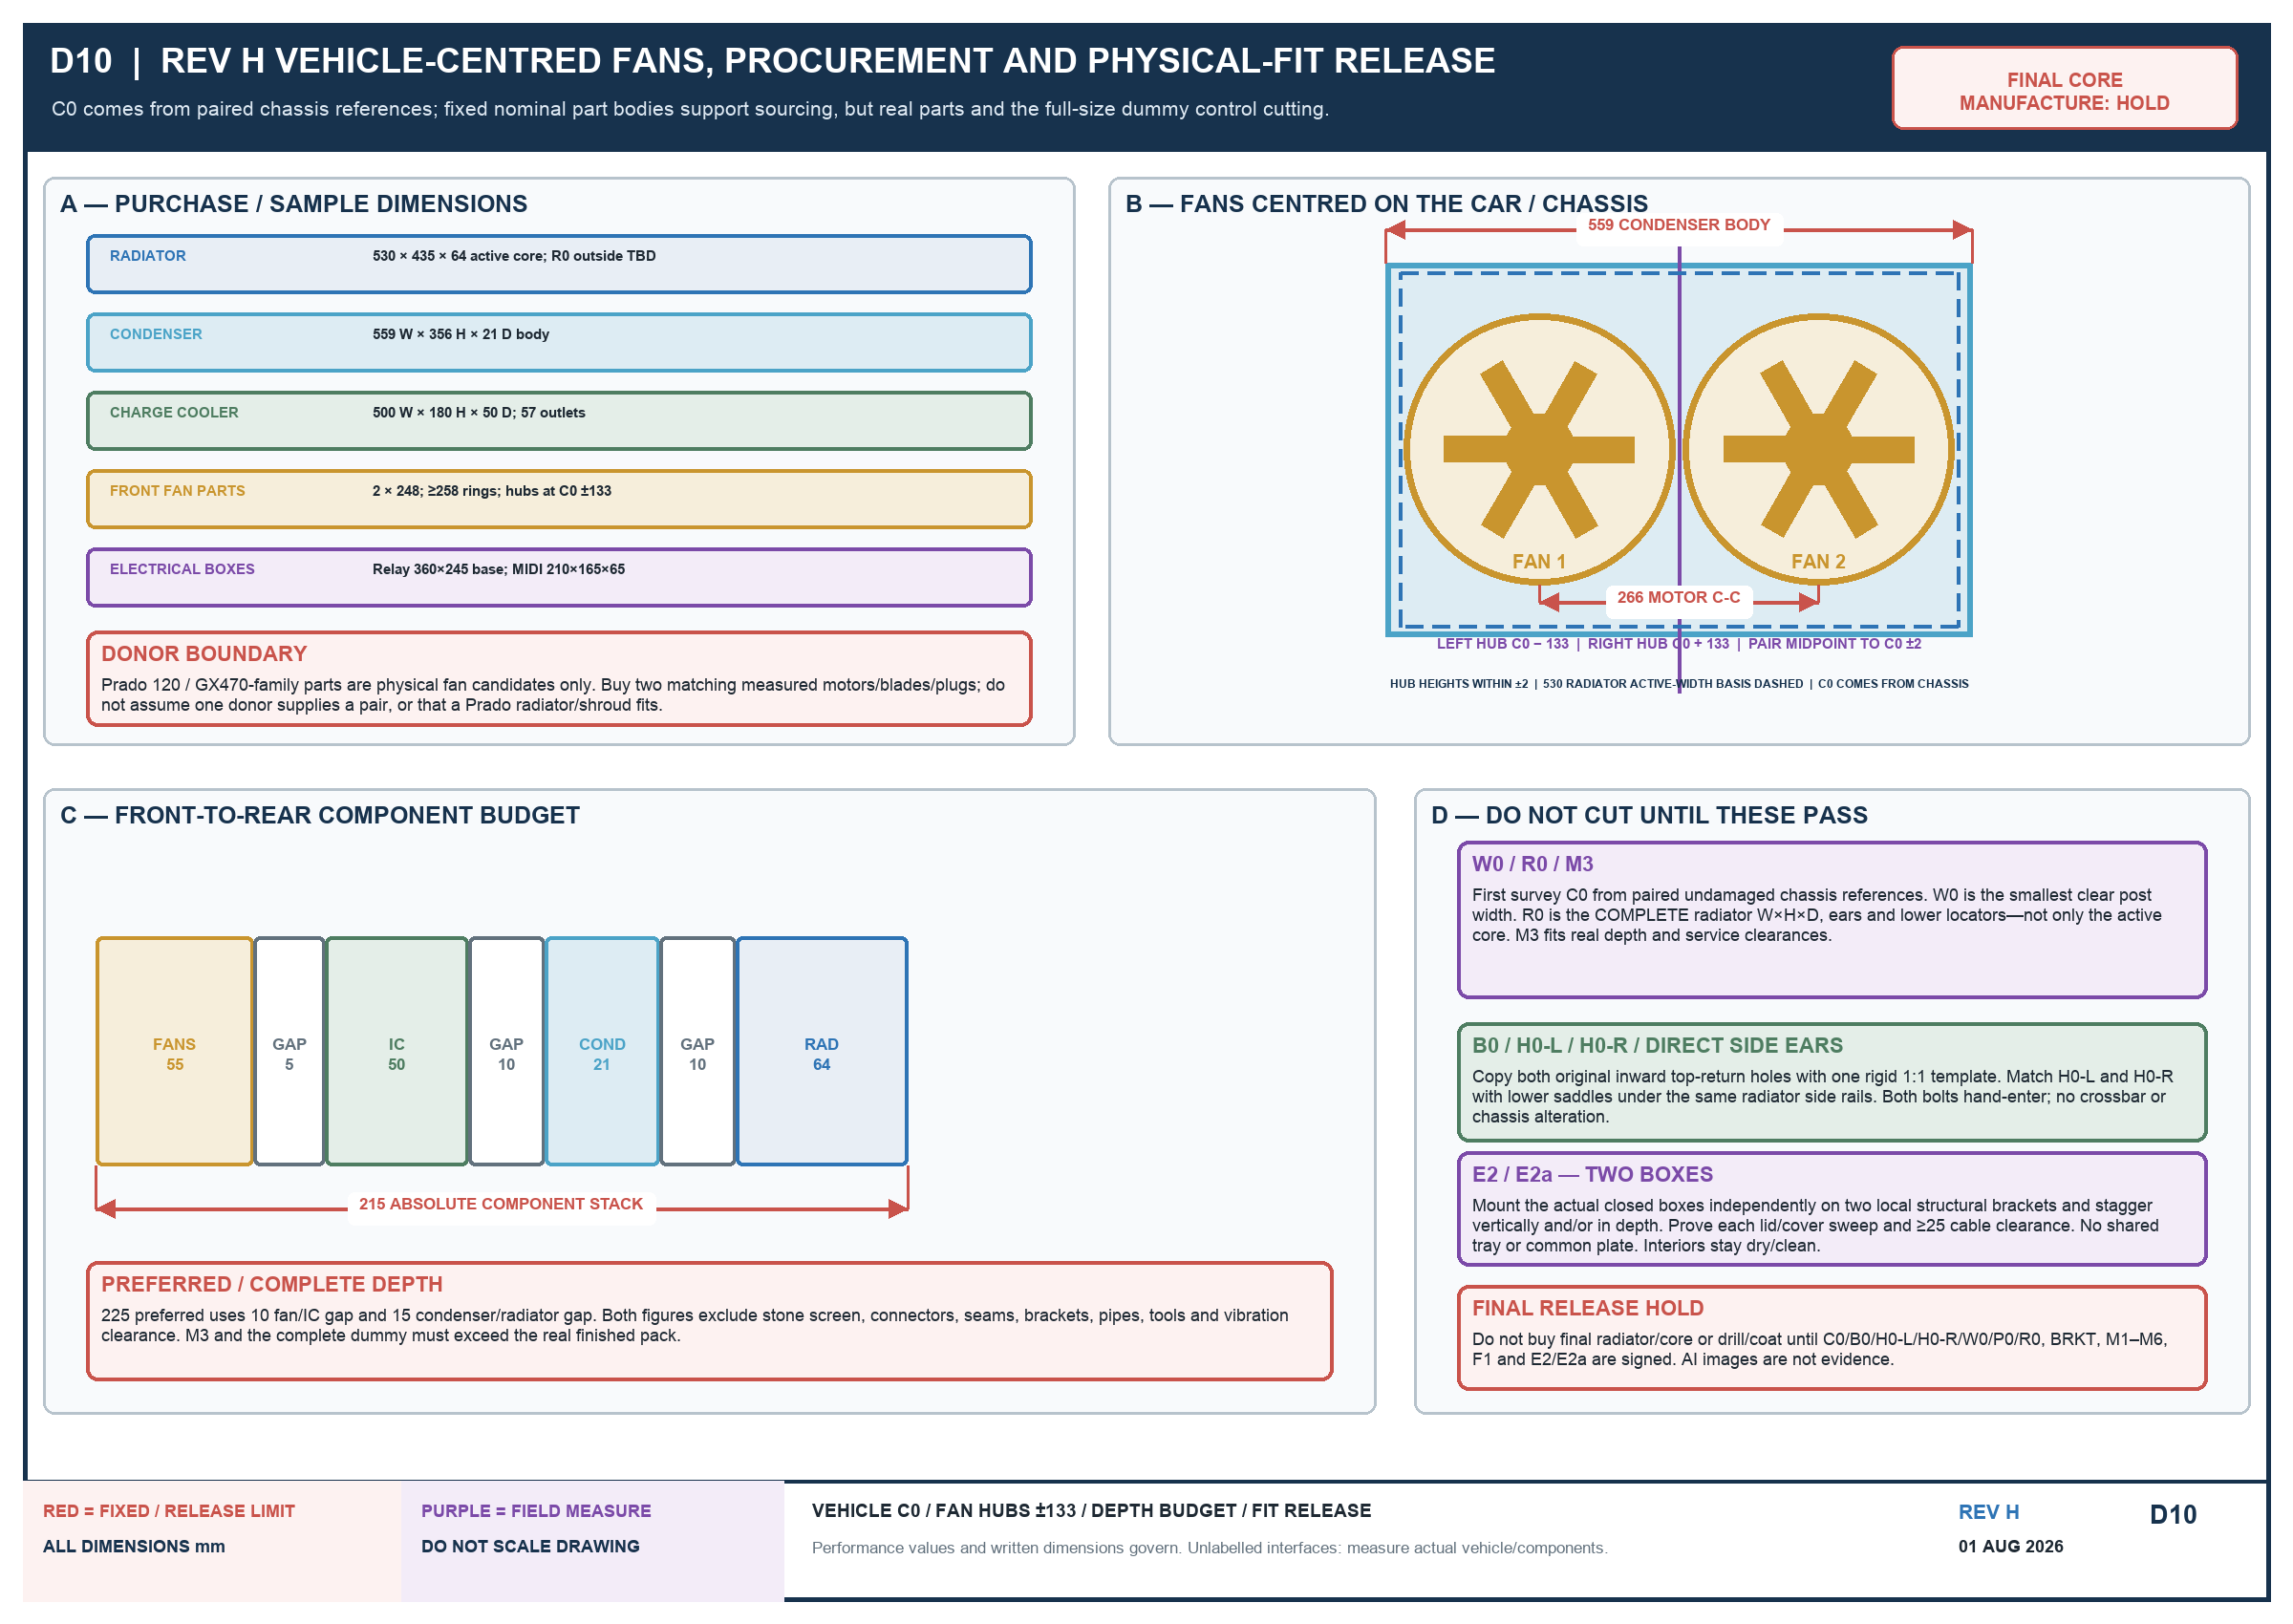 D10 | REV H VEHICLE-CENTRED FANS, PROCUREMENT AND PHYSICAL-FIT RELEASE
C0 comes from paired chassis references; fixed nominal part bodies support sourcing, but real parts and the full-size dummy control cutting.
FINAL CORE
MANUFACTURE: HOLD
A — PURCHASE / SAMPLE DIMENSIONS
RADIATOR 530 × 435 × 64 active core; R0 outside TBD
CONDENSER 559 W × 356 H × 21 D body
CHARGE COOLER 500 W × 180 H × 50 D; 57 outlets
FRONT FAN PARTS 2 × 248; ≥258 rings; hubs at C0 ±133
ELECTRICAL BOXES Relay 360×245 base; MIDI 210×165×65
DONOR BOUNDARY
Prado 120 / GX470-family parts are physical fan candidates only. Buy two matching measured motors/blades/plugs; do
not assume one donor supplies a pair, or that a Prado radiator/shroud fits.
B — FANS CENTRED ON THE CAR / CHASSIS
559 CONDENSER BODY
FAN 1 FAN 2
266 MOTOR C-C
LEFT HUB C0 − 133 | RIGHT HUB C0 + 133 | PAIR MIDPOINT TO C0 ±2
HUB HEIGHTS WITHIN ±2 | 530 RADIATOR ACTIVE-WIDTH BASIS DASHED | C0 COMES FROM CHASSIS
C — FRONT-TO-REAR COMPONENT BUDGET
FANS GAP IC GAP COND GAP RAD
55 5 50 10 21 10 64
215 ABSOLUTE COMPONENT STACK
PREFERRED / COMPLETE DEPTH
225 preferred uses 10 fan/IC gap and 15 condenser/radiator gap. Both figures exclude stone screen, connectors, seams, brackets, pipes, tools and vibration
clearance. M3 and the complete dummy must exceed the real finished pack.
D — DO NOT CUT UNTIL THESE PASS
W0 / R0 / M3
First survey C0 from paired undamaged chassis references. W0 is the smallest clear post
width. R0 is the COMPLETE radiator W×H×D, ears and lower locators—not only the active
core. M3 fits real depth and service clearances.
B0 / H0-L / H0-R / DIRECT SIDE EARS
Copy both original inward top-return holes with one rigid 1:1 template. Match H0-L and H0-R
with lower saddles under the same radiator side rails. Both bolts hand-enter; no crossbar or
chassis alteration.
E2 / E2a — TWO BOXES
Mount the actual closed boxes independently on two local structural brackets and stagger
vertically and/or in depth. Prove each lid/cover sweep and ≥25 cable clearance. No shared
tray or common plate. Interiors stay dry/clean.
FINAL RELEASE HOLD
Do not buy final radiator/core or drill/coat until C0/B0/H0-L/H0-R/W0/P0/R0, BRKT, M1–M6,
F1 and E2/E2a are signed. AI images are not evidence.
RED = FIXED / RELEASE LIMIT
ALL DIMENSIONS mm
PURPLE = FIELD MEASURE
DO NOT SCALE DRAWING
VEHICLE C0 / FAN HUBS ±133 / DEPTH BUDGET / FIT RELEASE
Performance values and written dimensions govern. Unlabelled interfaces: measure actual vehicle/components.
REV H
01 AUG 2026
D10